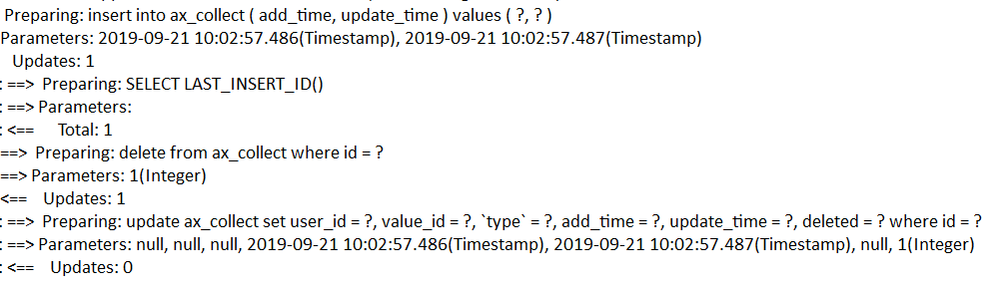 Preparing: insert into ax_collect ( add_time, update_time ) values ( ?, ? )
Parameters: 2019-09-21 10:02:57.486(Timestamp), 2019-09-21 10:02:57.487(Timestamp)
Updates: 1
: ==> Preparing: SELECT LAST_INSERT_ID()
: ==> Parameters:
: <== Total: 1
==> Preparing: delete from ax_collect where id = ?
==> Parameters: 1(Integer)
<== Updates: 1
: ==> Preparing: update ax_collect set user_id = ?, value_id = ?, `type` = ?, add_time = ?, update_time = ?, deleted = ? where id = ?
: ==> Parameters: null, null, null, 2019-09-21 10:02:57.486(Timestamp), 2019-09-21 10:02:57.487(Timestamp), null, 1(Integer)
: <== Updates: 0